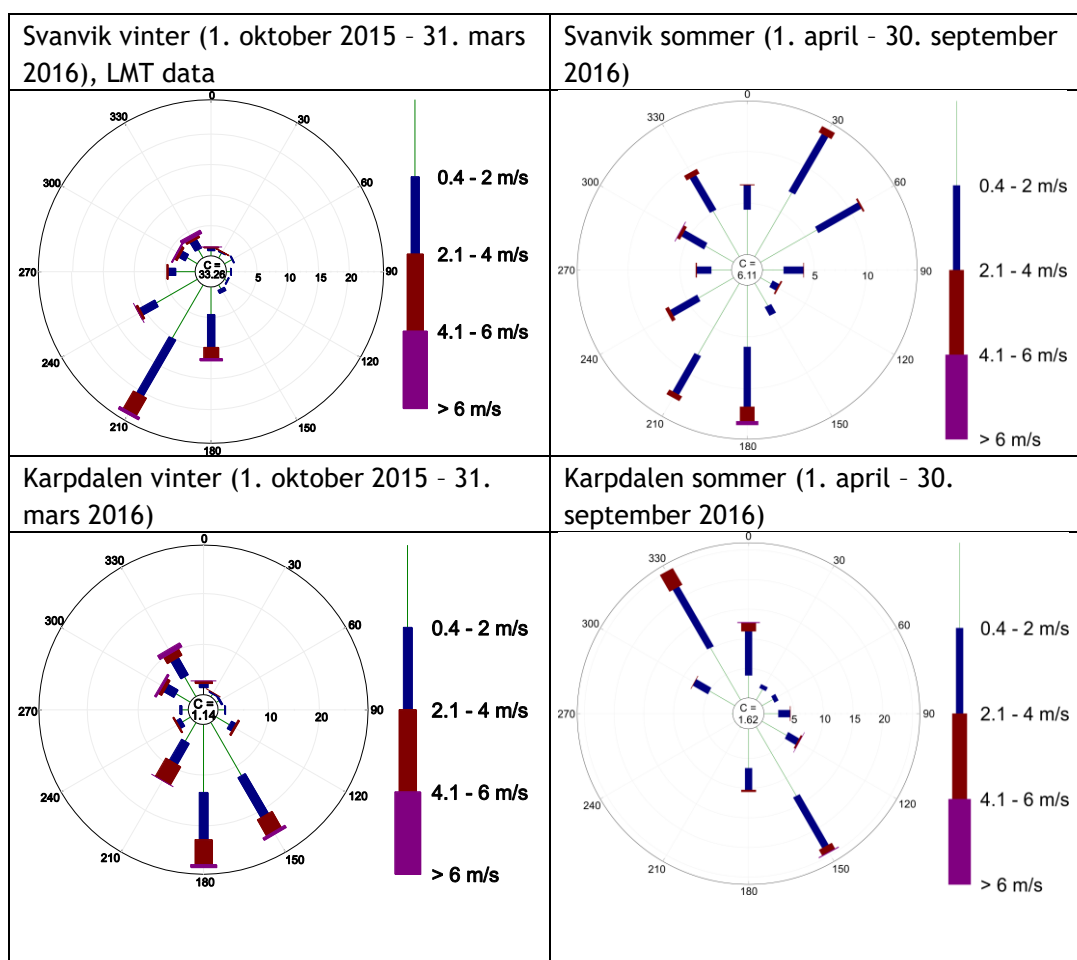 Svanvik vinter (1. oktober 2015 - 31. mars
2016), LMT data
Svanvik sommer (1. april - 30. september
2016)
0
30
60
90
120
150
180
210
240
270
300
330
C =
33.26
5
10
15
20
0.4 - 2 m/s
2.1 - 4 m/s
4.1 - 6 m/s
> 6 m/s
0
30
60
90
120
150
180
210
240
270
300
330
C =
6.11
5
10
0.4 - 2 m/s
2.1 - 4 m/s
4.1 - 6 m/s
> 6 m/s
Karpdalen vinter (1. oktober 2015 - 31.
mars 2016)
Karpdalen sommer (1. april - 30.
september 2016)
0
30
60
90
120
150
180
210
240
270
300
330
C =
1.14
10
20
0.4 - 2 m/s
2.1 - 4 m/s
4.1 - 6 m/s
> 6 m/s
0
30
60
90
120
150
180
210
240
270
300
330
C =
1.62
5
10
15
20
0.4 - 2 m/s
2.1 - 4 m/s
4.1 - 6 m/s
> 6 m/s